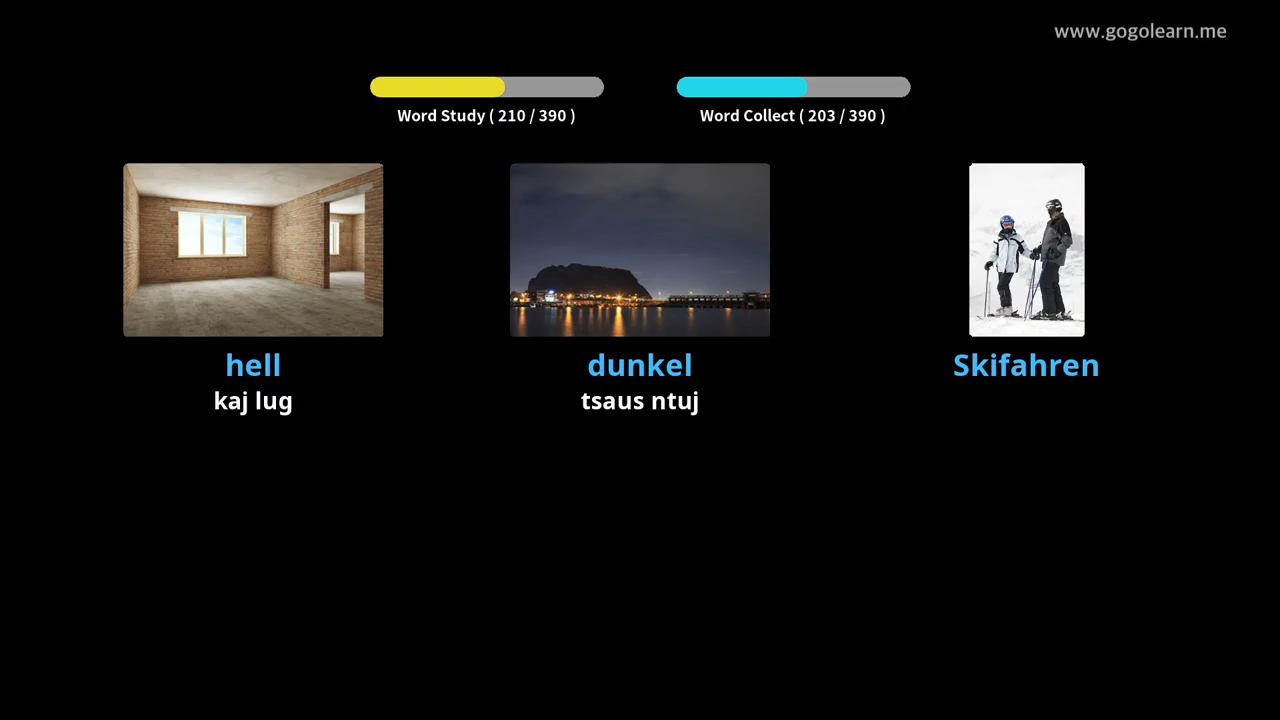 www.gogolearn.me
Word Study ( 210 / 390 )
Word Collect ( 203 / 390 )
hell
kaj lug
dunkel
tsaus ntuj
Skifahren